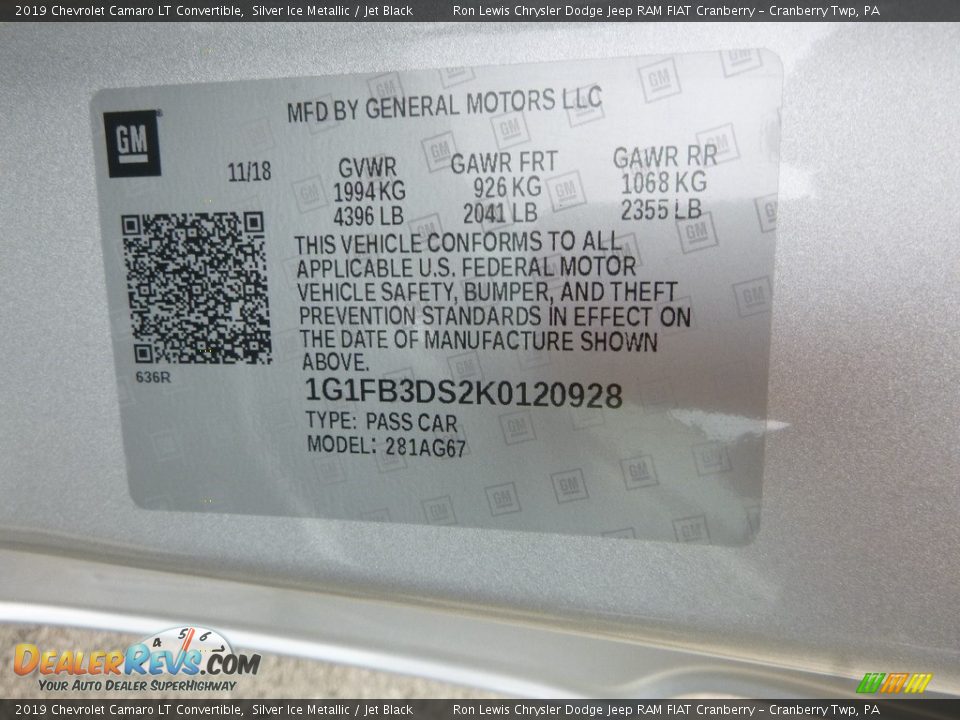 2019 Chevrolet Camaro LT Convertible, Silver Ice Metallic / Jet Black Ron Lewis Chrysler Dodge Jeep RAM FIAT Cranberry – Cranberry Twp, PA
MFD BY GENERAL MOTORS LLC
GM
11/18 GVWR GAWR FRT GAWR RR
1994 KG 926 KG 1068 KG
4396 LB 2041 LB 2355 LB
THIS VEHICLE CONFORMS TO ALL
APPLICABLE U.S. FEDERAL MOTOR
VEHICLE SAFETY, BUMPER, AND THEFT
PREVENTION STANDARDS IN EFFECT ON
THE DATE OF MANUFACTURE SHOWN
ABOVE.
636R
1G1FB3DS2K0120928
TYPE: PASS CAR
MODEL: 281AG67
4 5 6
DealerRevs.com
Your Auto Dealer SuperHighway
2019 Chevrolet Camaro LT Convertible, Silver Ice Metallic / Jet Black Ron Lewis Chrysler Dodge Jeep RAM FIAT Cranberry – Cranberry Twp, PA